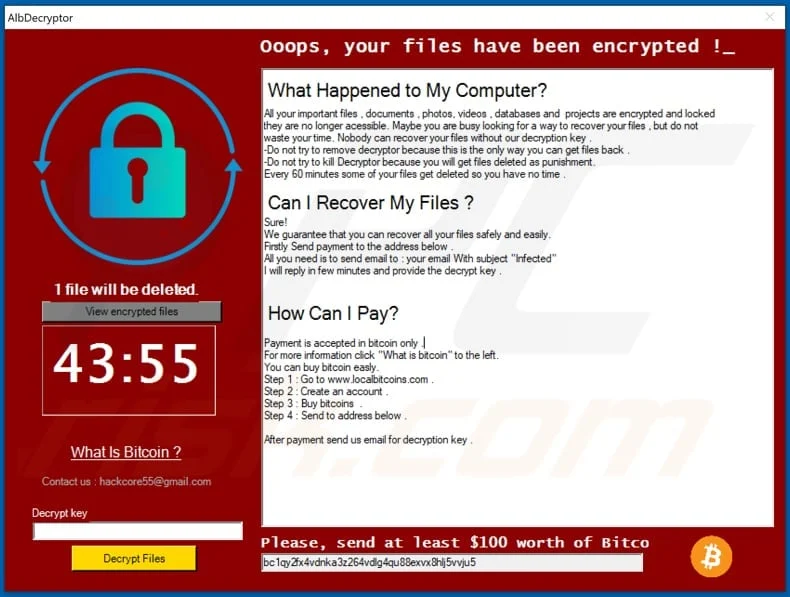 AlbDecryptor
Ooops, your files have been encrypted !_
What Happened to My Computer?
All your important files , documents , photos, videos , databases and  projects are encrypted and locked
they are no longer acessible. Maybe you are busy looking for a way to recover your files , but do not
waste your time. Nobody can recover your files without our decryption key .
-Do not try to remove decryptor because this is the only way you can get files back .
-Do not try to kill Decryptor because you will get files deleted as punishment.
Every 60 minutes some of your files get deleted so you have no time .
Can I Recover My Files ?
Sure!
We guarantee that you can recover all your files safely and easily.
Firstly Send payment to the address below .
All you need is to send email to : your email With subject "Infected"
I will reply in few minutes and provide the decrypt key .
How Can I Pay?
Payment is accepted in bitcoin only .
For more information click "What is bitcoin" to the left.
You can buy bitcoin easly.
Step 1 : Go to www.localbitcoins.com .
Step 2 : Create an account .
Step 3 : Buy bitcoins  .
Step 4 : Send to address below .
After payment send us email for decryption key .
1 file will be deleted.
View encrypted files
43:55
What Is Bitcoin ?
Contact us : hackcore55@gmail.com
Decrypt key
Decrypt Files
Please, send at least $100 worth of Bitco
bc1qy2fx4vdnka3z264vdlg4qu88exvx8hlj5vvju5